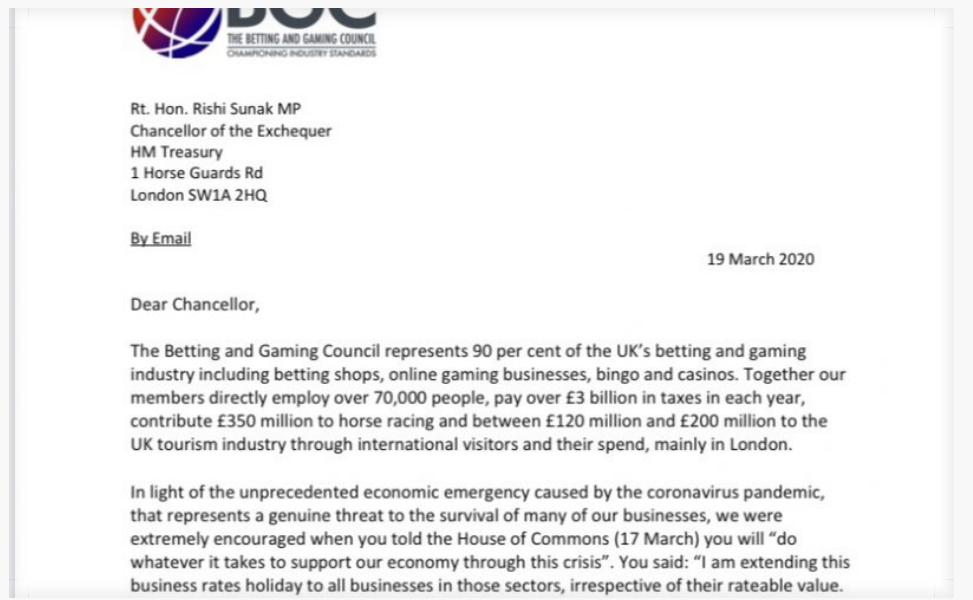 BGC
THE BETTING AND GAMING COUNCIL
CHAMPIONING INDUSTRY STANDARDS
Rt. Hon. Rishi Sunak MP
Chancellor of the Exchequer
HM Treasury
1 Horse Guards Rd
London SW1A 2HQ
By Email
19 March 2020
Dear Chancellor,
The Betting and Gaming Council represents 90 per cent of the UK's betting and gaming
industry including betting shops, online gaming businesses, bingo and casinos. Together our
members directly employ over 70,000 people, pay over £3 billion in taxes in each year,
contribute £350 million to horse racing and between £120 million and £200 million to the
UK tourism industry through international visitors and their spend, mainly in London.
In light of the unprecedented economic emergency caused by the coronavirus pandemic,
that represents a genuine threat to the survival of many of our businesses, we were
extremely encouraged when you told the House of Commons (17 March) you will “do
whatever it takes to support our economy through this crisis”. You said: “I am extending this
business rates holiday to all businesses in those sectors, irrespective of their rateable value.